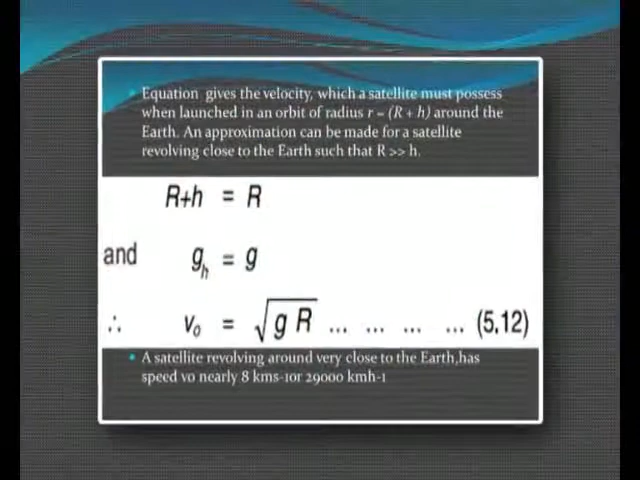 Equation gives the velocity, which a satellite must possess
when launched in an orbit of radius r = (R + h) around the
Earth. An approximation can be made for a satellite
revolving close to the Earth such that R >> h.
R+h = R
and gₕ = g
∴ v₀ = √gR ... ... ... ... (5.12)
• A satellite revolving around very close to the Earth,has
speed vo nearly 8 kms-1or 29000 kmh-1